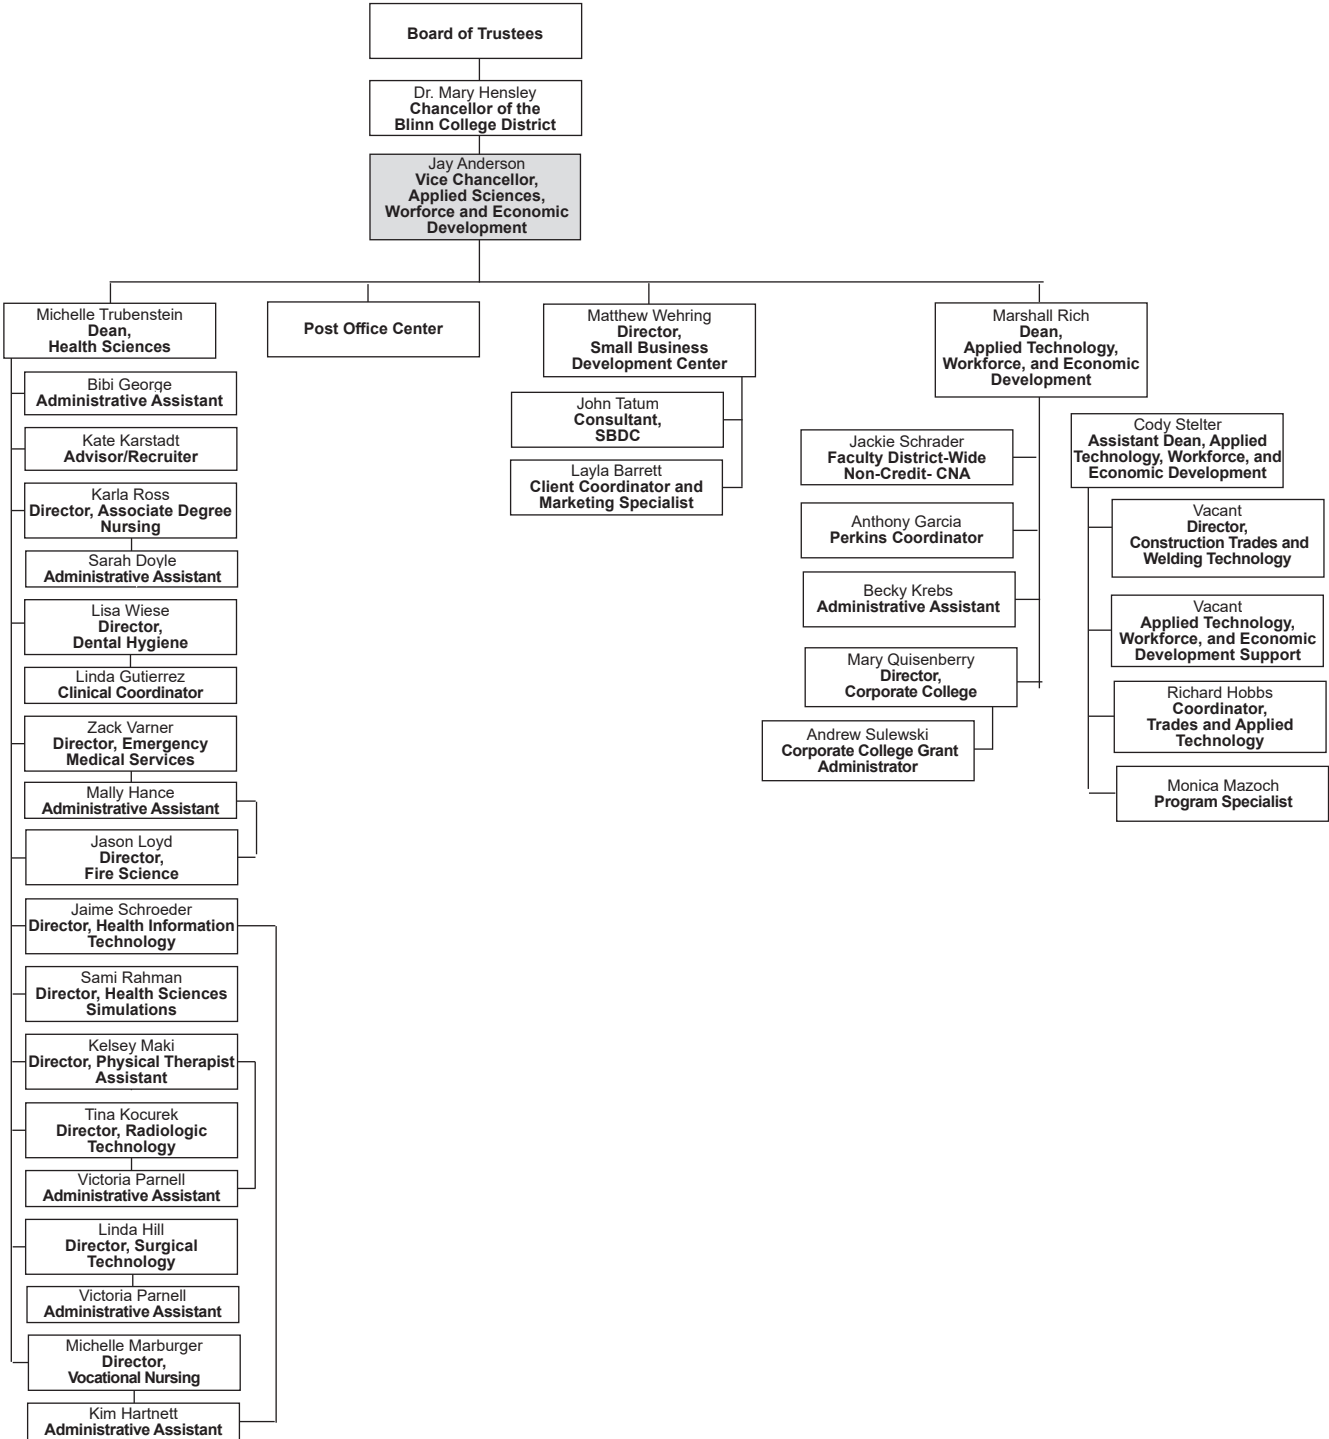 Board of Trustees
Dr. Mary Hensley
Chancellor of the
Blinn College District
Jay Anderson
Vice Chancellor,
Applied Sciences,
Worforce and Economic
Development
Michelle Trubenstein
Dean,
Health Sciences
Bibi George
Administrative Assistant
Kate Karstadt
Advisor/Recruiter
Karla Ross
Director, Associate Degree
Nursing
Sarah Doyle
Administrative Assistant
Lisa Wiese
Director,
Dental Hygiene
Linda Gutierrez
Clinical Coordinator
Zack Varner
Director, Emergency
Medical Services
Mally Hance
Administrative Assistant
Jason Loyd
Director,
Fire Science
Jaime Schroeder
Director, Health Information
Technology
Sami Rahman
Director, Health Sciences
Simulations
Kelsey Maki
Director, Physical Therapist
Assistant
Tina Kocurek
Director, Radiologic
Technology
Victoria Parnell
Administrative Assistant
Linda Hill
Director, Surgical
Technology
Victoria Parnell
Administrative Assistant
Michelle Marburger
Director,
Vocational Nursing
Kim Hartnett
Administrative Assistant
Post Office Center
Matthew Wehring
Director,
Small Business
Development Center
John Tatum
Consultant,
SBDC
Layla Barrett
Client Coordinator and
Marketing Specialist
Marshall Rich
Dean,
Applied Technology,
Workforce, and Economic
Development
Jackie Schrader
Faculty District-Wide
Non-Credit- CNA
Anthony Garcia
Perkins Coordinator
Becky Krebs
Administrative Assistant
Mary Quisenberry
Director,
Corporate College
Andrew Sulewski
Corporate College Grant
Administrator
Cody Stelter
Assistant Dean, Applied
Technology, Workforce, and
Economic Development
Vacant
Director,
Construction Trades and
Welding Technology
Vacant
Applied Technology,
Workforce, and Economic
Development Support
Richard Hobbs
Coordinator,
Trades and Applied
Technology
Monica Mazoch
Program Specialist